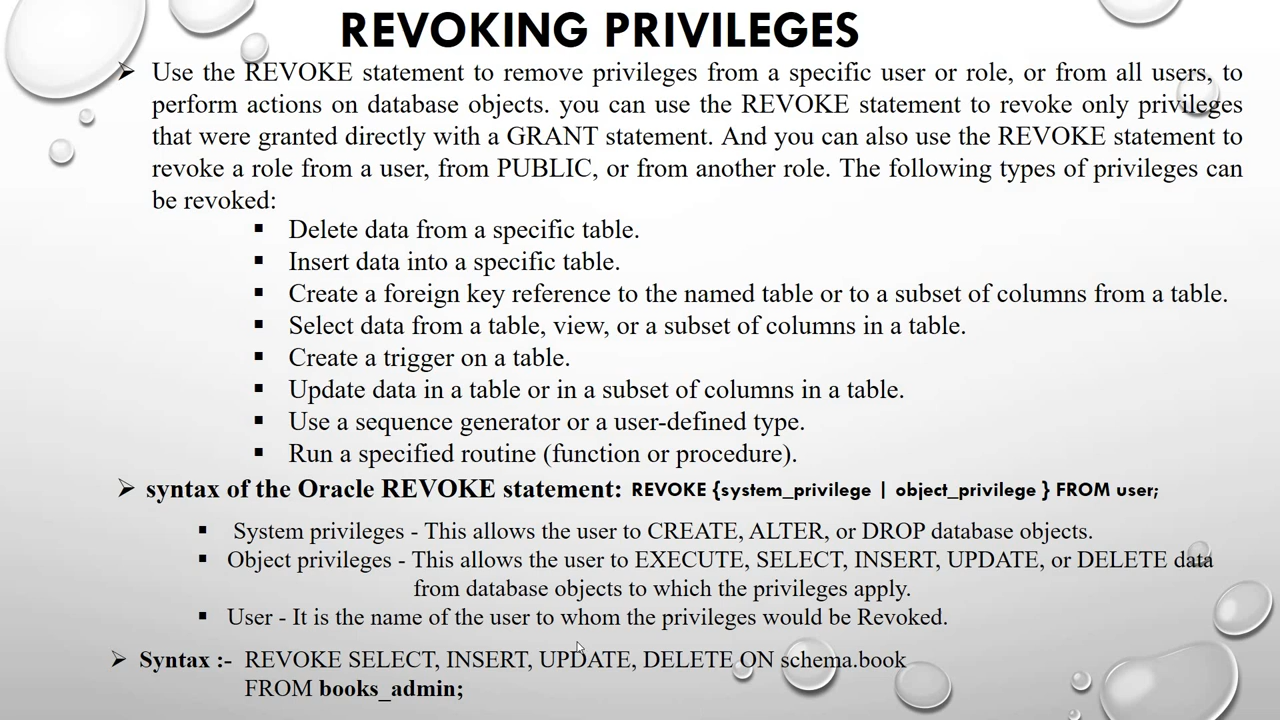 REVOKING PRIVILEGES
Use the REVOKE statement to remove privileges from a specific user or role, or from all users, to
perform actions on database objects. you can use the REVOKE statement to revoke only privileges
that were granted directly with a GRANT statement. And you can also use the REVOKE statement to
revoke a role from a user, from PUBLIC, or from another role. The following types of privileges can
be revoked:
Delete data from a specific table.
Insert data into a specific table.
Create a foreign key reference to the named table or to a subset of columns from a table.
Select data from a table, view, or a subset of columns in a table.
Create a trigger on a table.
Update data in a table or in a subset of columns in a table.
Use a sequence generator or a user-defined type.
Run a specified routine (function or procedure).
syntax of the Oracle REVOKE statement: REVOKE {system_privilege | object_privilege } FROM user;
System privileges - This allows the user to CREATE, ALTER, or DROP database objects.
Object privileges - This allows the user to EXECUTE, SELECT, INSERT, UPDATE, or DELETE data
from database objects to which the privileges apply.
User - It is the name of the user to whom the privileges would be Revoked.
Syntax :- REVOKE SELECT, INSERT, UPDATE, DELETE ON schema.book
FROM books_admin;